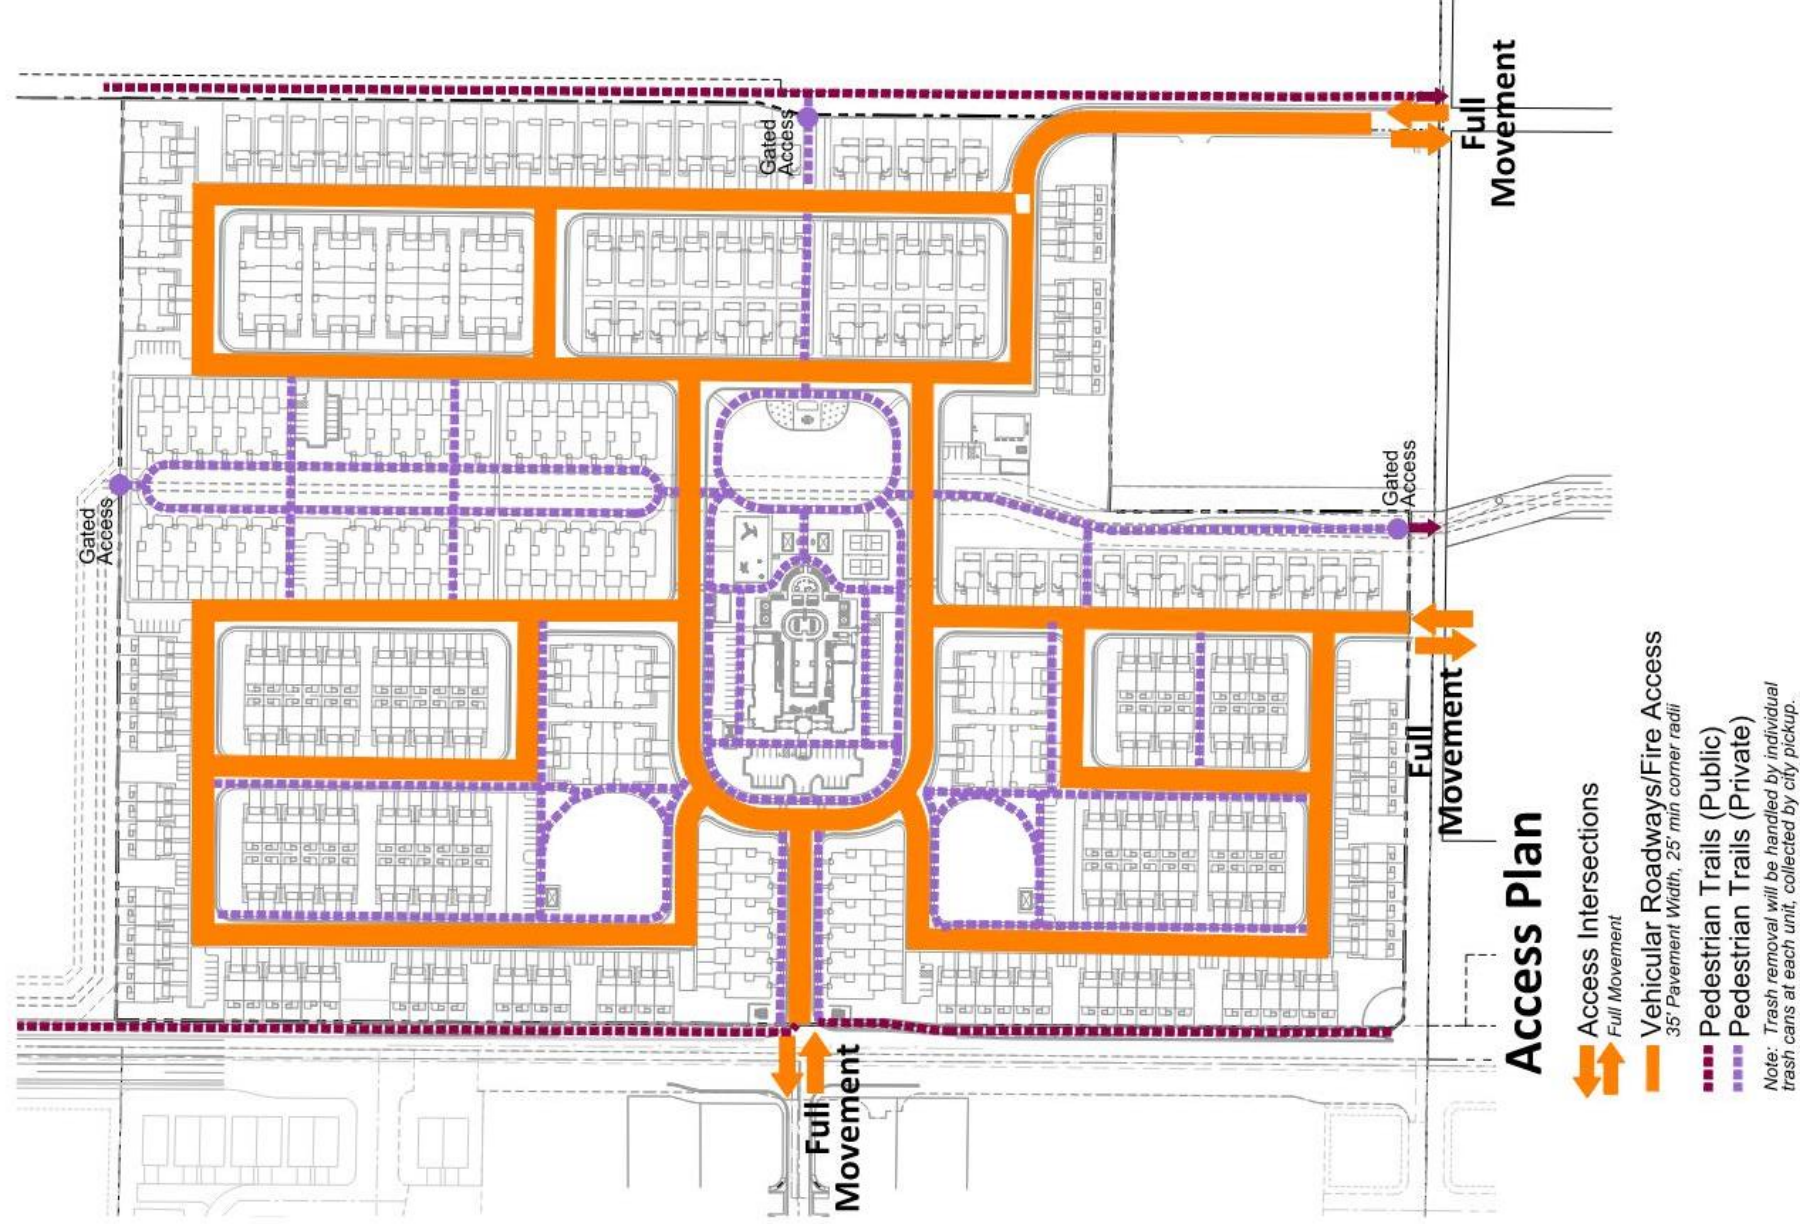 Gated
Access
Full
Movement
Gated
Access
Gated
Access
Full
Movement
Full
Movement
Access Plan
Access Intersections
Full Movement
Vehicular Roadways/Fire Access
35' Pavement Width, 25' min corner radii
Pedestrian Trails (Public)
Pedestrian Trails (Private)
Note: Trash removal will be handled by individual
trash cans at each unit, collected by city pickup.